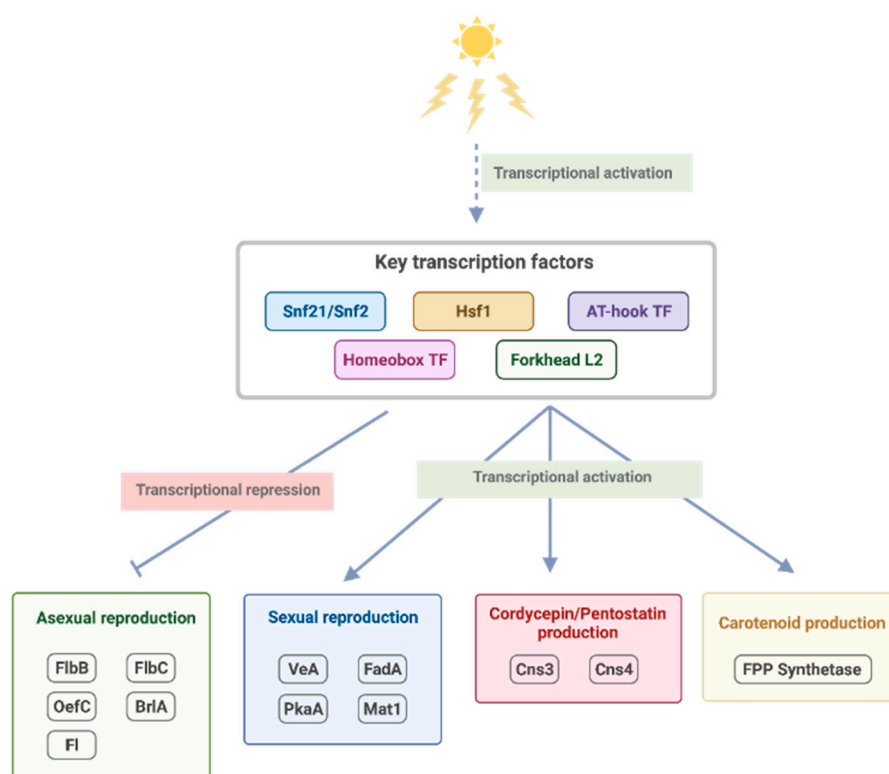 Transcriptional activation
Key transcription factors
Snf21/Snf2
Hsf1
AT-hook TF
Homeobox TF
Forkhead L2
Transcriptional repression
Transcriptional activation
Asexual reproduction
FlbB
FlbC
OefC
BrlA
Fl
Sexual reproduction
VeA
FadA
PkaA
Mat1
Cordycepin/Pentostatin
production
Cns3
Cns4
Carotenoid production
FPP Synthetase